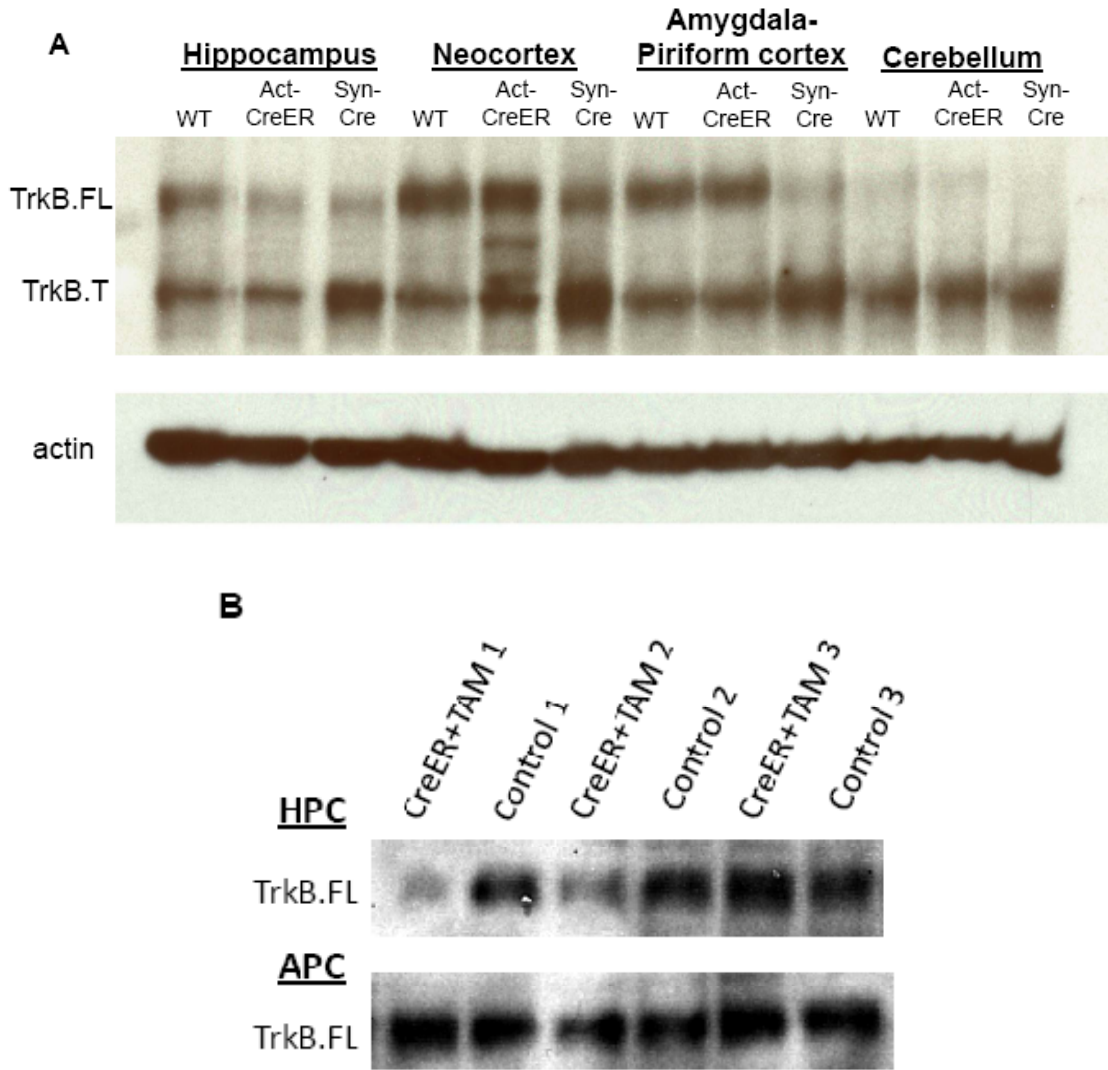 A
Hippocampus
Neocortex
Amygdala-
Piriform cortex
Cerebellum
WT
Act-
CreER
Syn-
Cre
WT
Act-
CreER
Syn-
Cre
WT
Act-
CreER
Syn-
Cre
WT
Act-
CreER
Syn-
Cre
TrkB.FL
TrkB.T
actin
B
CreER+TAM 1
Control 1
CreER+TAM 2
Control 2
CreER+TAM 3
Control 3
HPC
TrkB.FL
APC
TrkB.FL